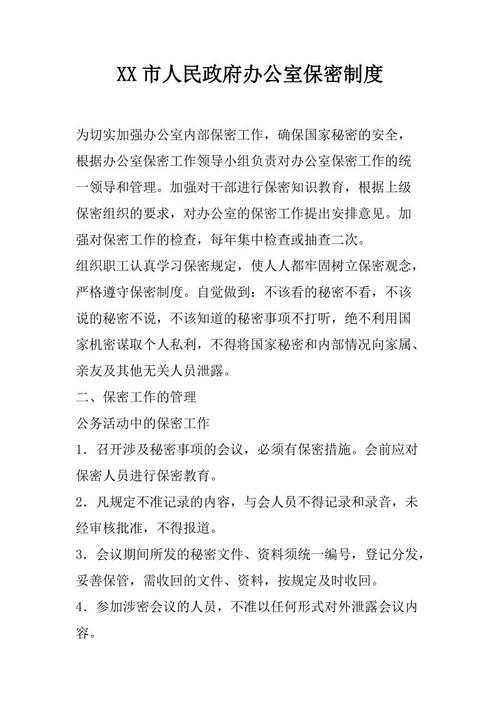 XX 市人民政府办公室保密制度
为切实加强办公室内部保密工作，确保国家秘密的安全，
根据办公室保密工作领导小组负责对办公室保密工作的统
一领导和管理。加强对干部进行保密知识教育，根据上级
保密组织的要求，对办公室的保密工作提出安排意见。加
强对保密工作的检查，每年集中检查或抽查二次。
组织职工认真学习保密规定，使人人都牢固树立保密观念，
严格遵守保密制度。自觉做到：不该看的秘密不看，不该
说的秘密不说，不该知道的秘密事项不打听，绝不利用国
家机密谋取个人私利，不得将国家秘密和内部情况向家属、
亲友及其他无关人员泄露。
二、保密工作的管理
公务活动中的保密工作
1．召开涉及秘密事项的会议，必须有保密措施。会前应对
保密人员进行保密教育。
2．凡规定不准记录的内容，与会人员不得记录和录音，未
经审核批准，不得报道。
3．会议期间所发的秘密文件、资料须统一编号，登记分发，
妥善保管，需收回的文件、资料，按规定及时收回。
4．参加涉密会议的人员，不准以任何形式对外泄露会议内
容。